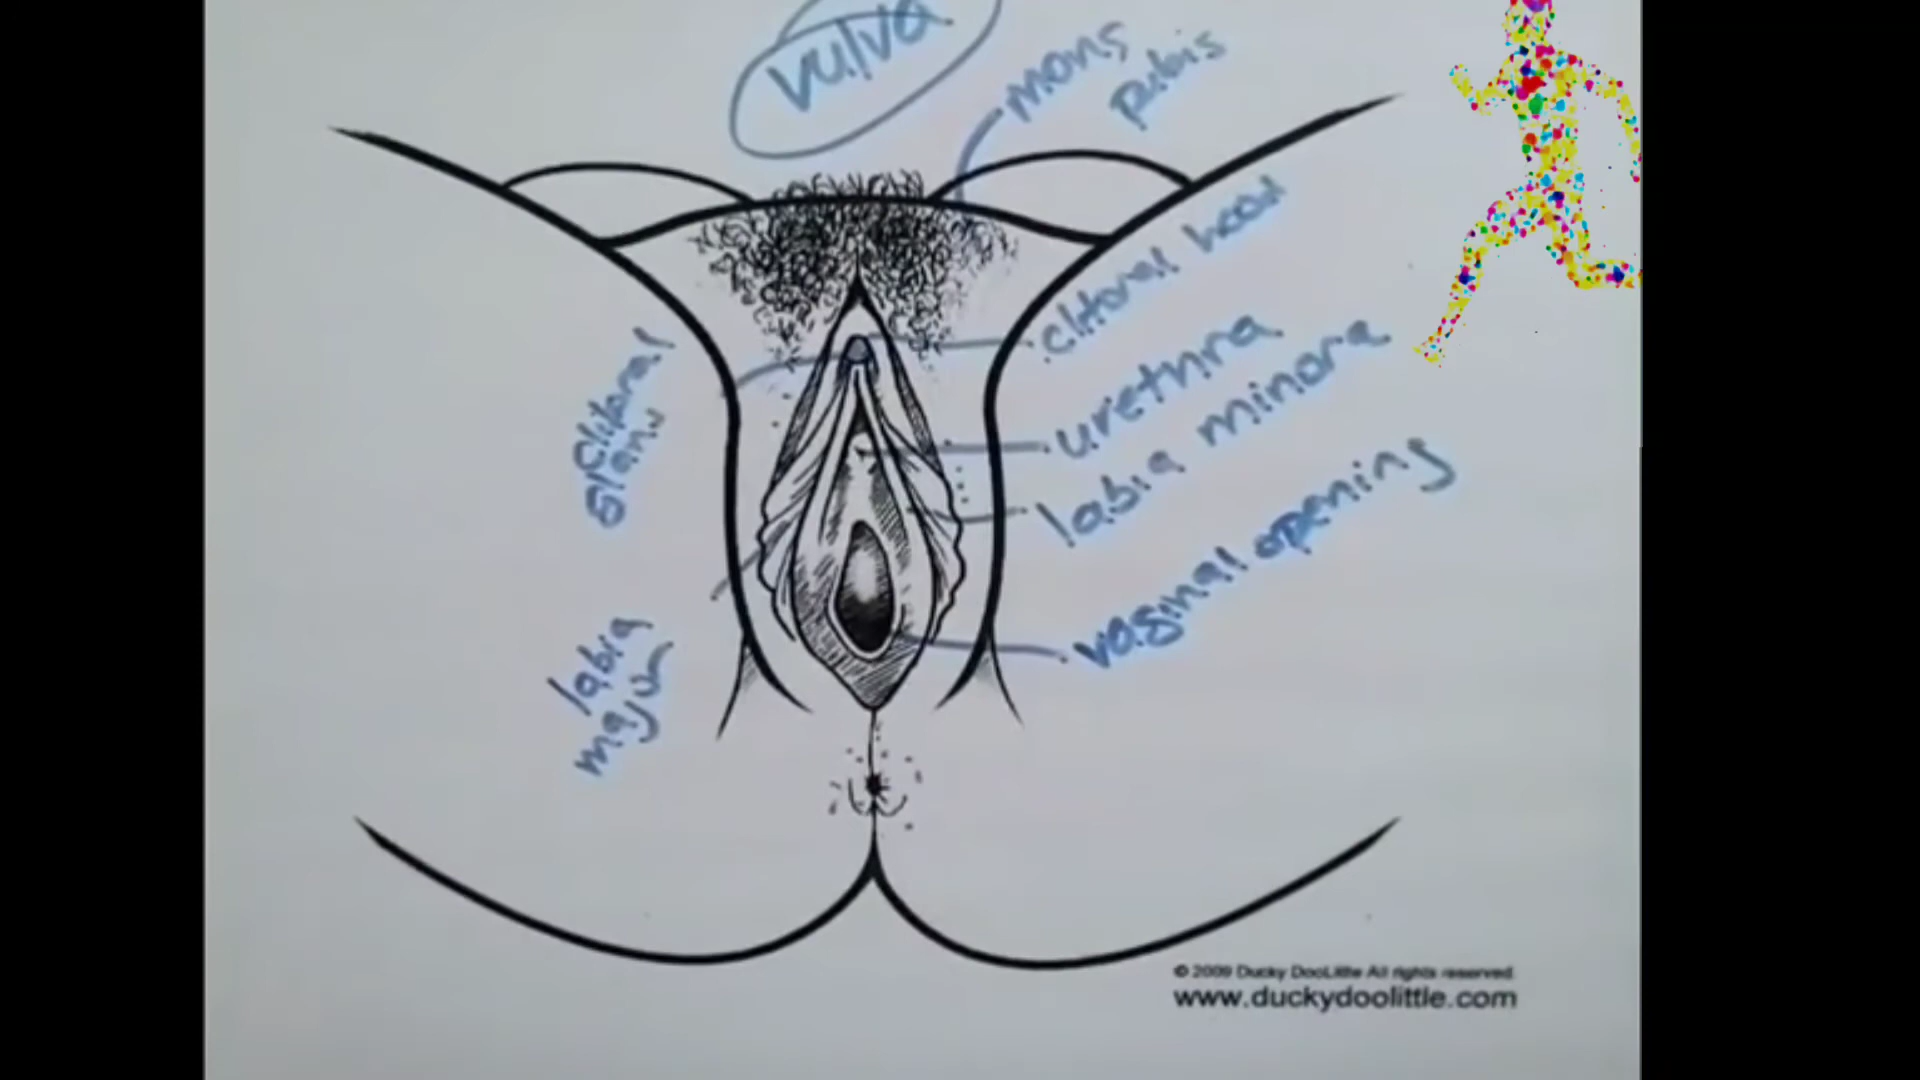 vulva
mons
pubis
clitoral hood
urethra
labia minora
vaginal opening
clitoral
glans
labia
major
© 2009 Ducky DooLittle All rights reserved.
www.duckydoolittle.com